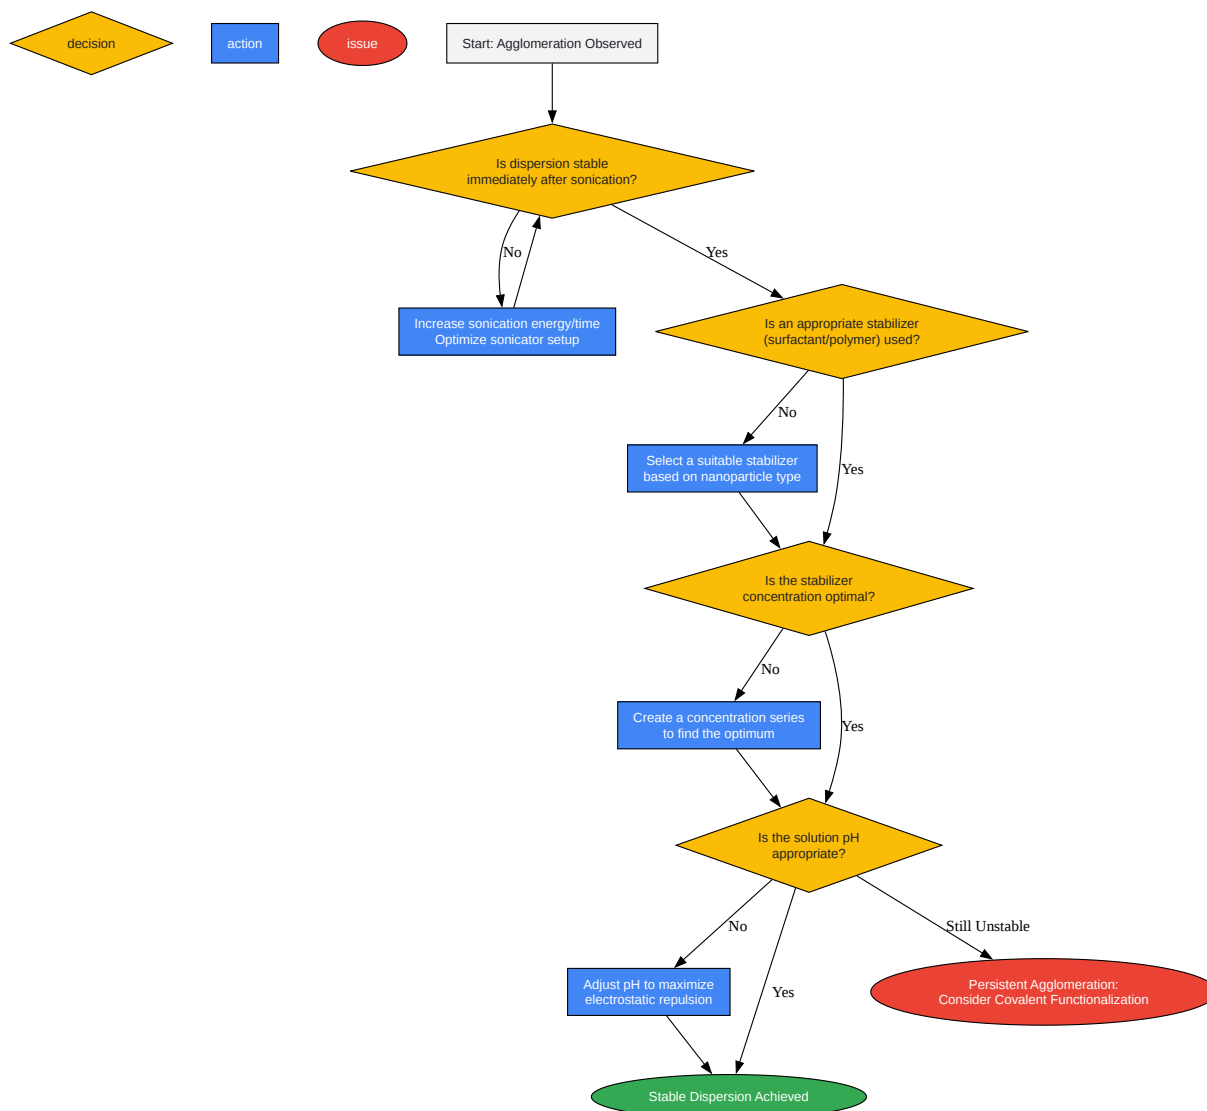 decision
action
issue
Start: Agglomeration Observed
Is dispersion stable
immediately after sonication?
No
Yes
Increase sonication energy/time
Optimize sonicator setup
Is an appropriate stabilizer
(surfactant/polymer) used?
No
Yes
Select a suitable stabilizer
based on nanoparticle type
Is the stabilizer
concentration optimal?
No
Yes
Create a concentration series
to find the optimum
Is the solution pH
appropriate?
No
Yes
Still Unstable
Adjust pH to maximize
electrostatic repulsion
Persistent Agglomeration:
Consider Covalent Functionalization
Stable Dispersion Achieved